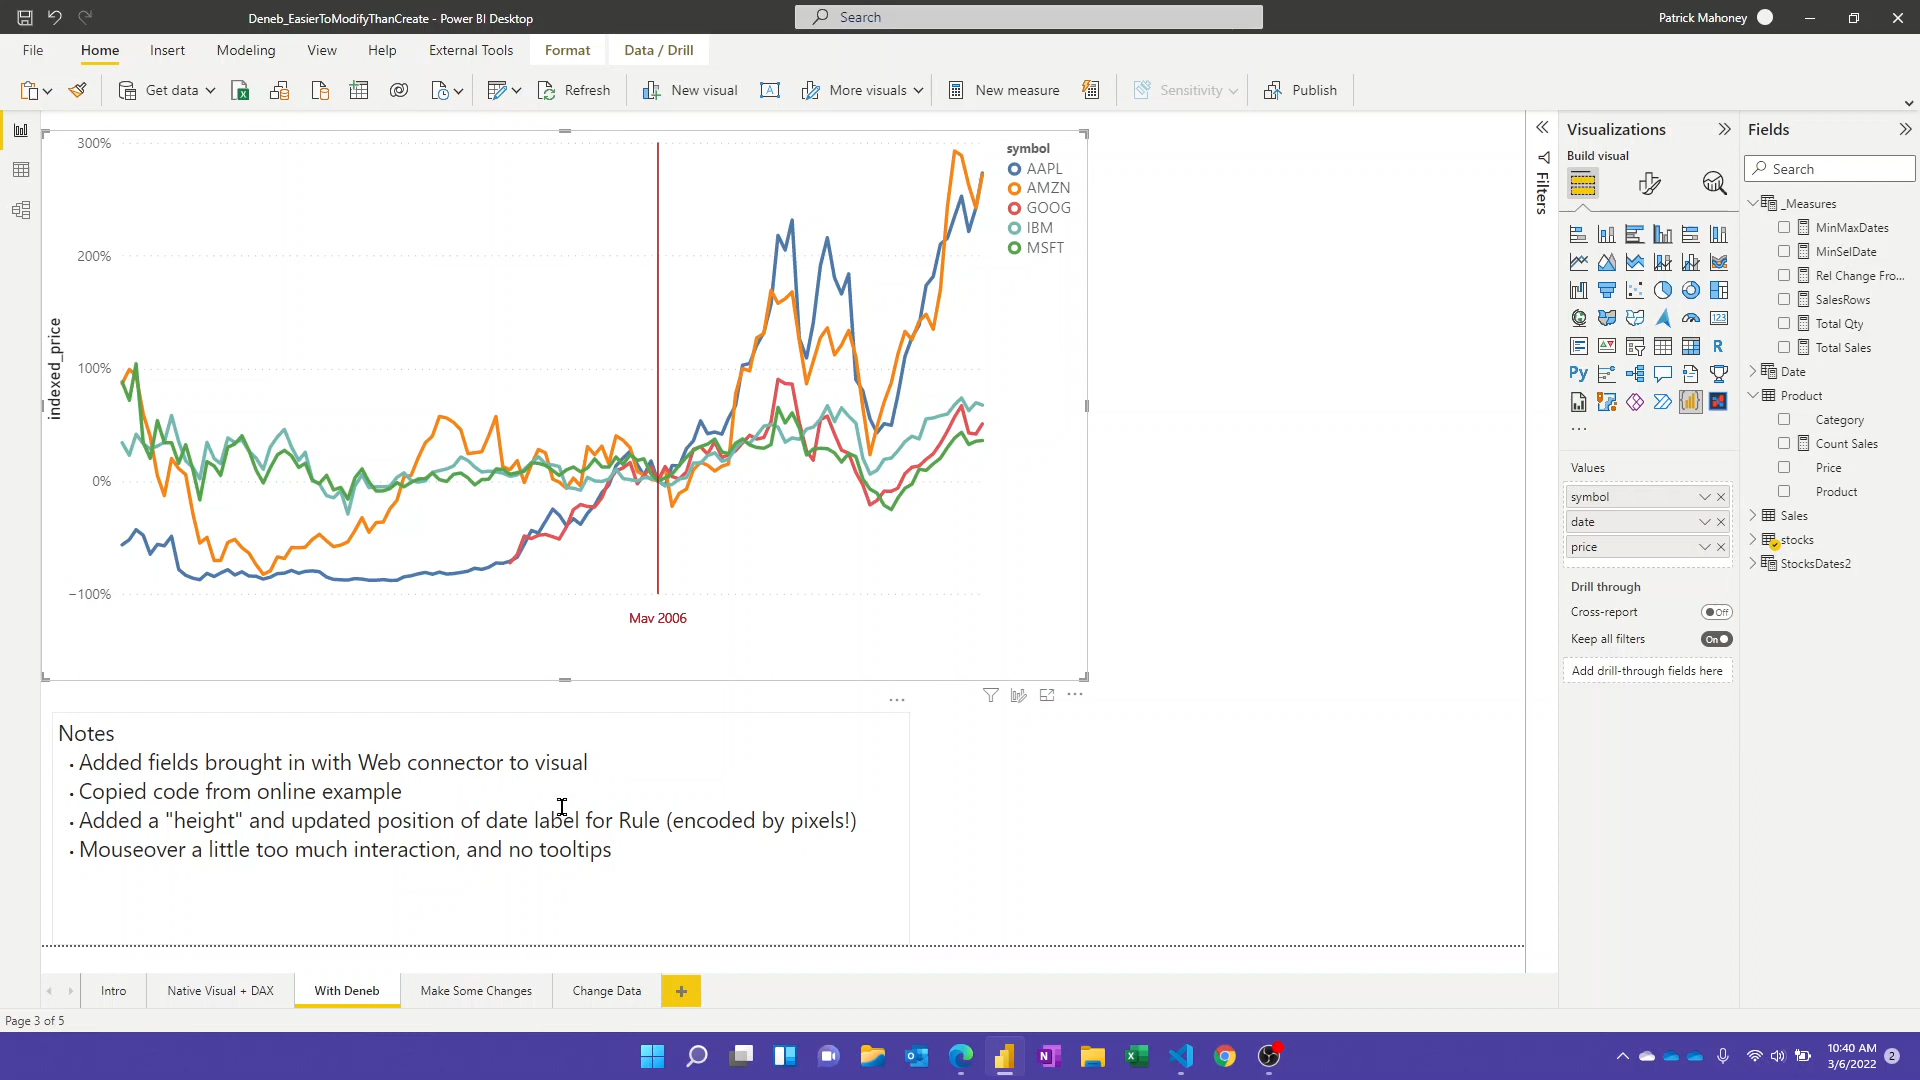 Deneb_EasierToModifyThanCreate - Power BI Desktop
Search
Patrick Mahoney
File
Home
Insert
Modeling
View
Help
External Tools
Format
Data / Drill
Get data
Refresh
New visual
More visuals
New measure
Sensitivity
Publish
300%
200%
100%
0%
−100%
indexed_price
May 2006
symbol
AAPL
AMZN
GOOG
IBM
MSFT
Notes
• Added fields brought in with Web connector to visual
• Copied code from online example
• Added a "height" and updated position of date label for Rule (encoded by pixels!)
• Mouseover a little too much interaction, and no tooltips
Filters
Visualizations
Build visual
123
R
Py
Values
symbol
date
price
Drill through
Cross-report
Off
Keep all filters
On
Add drill-through fields here
Fields
Search
_Measures
MinMaxDates
MinSelDate
Rel Change Fro...
SalesRows
Total Qty
Total Sales
Date
Product
Category
Count Sales
Price
Product
Sales
stocks
StocksDates2
Intro
Native Visual + DAX
With Deneb
Make Some Changes
Change Data
Page 3 of 5
10:40 AM
3/6/2022
2